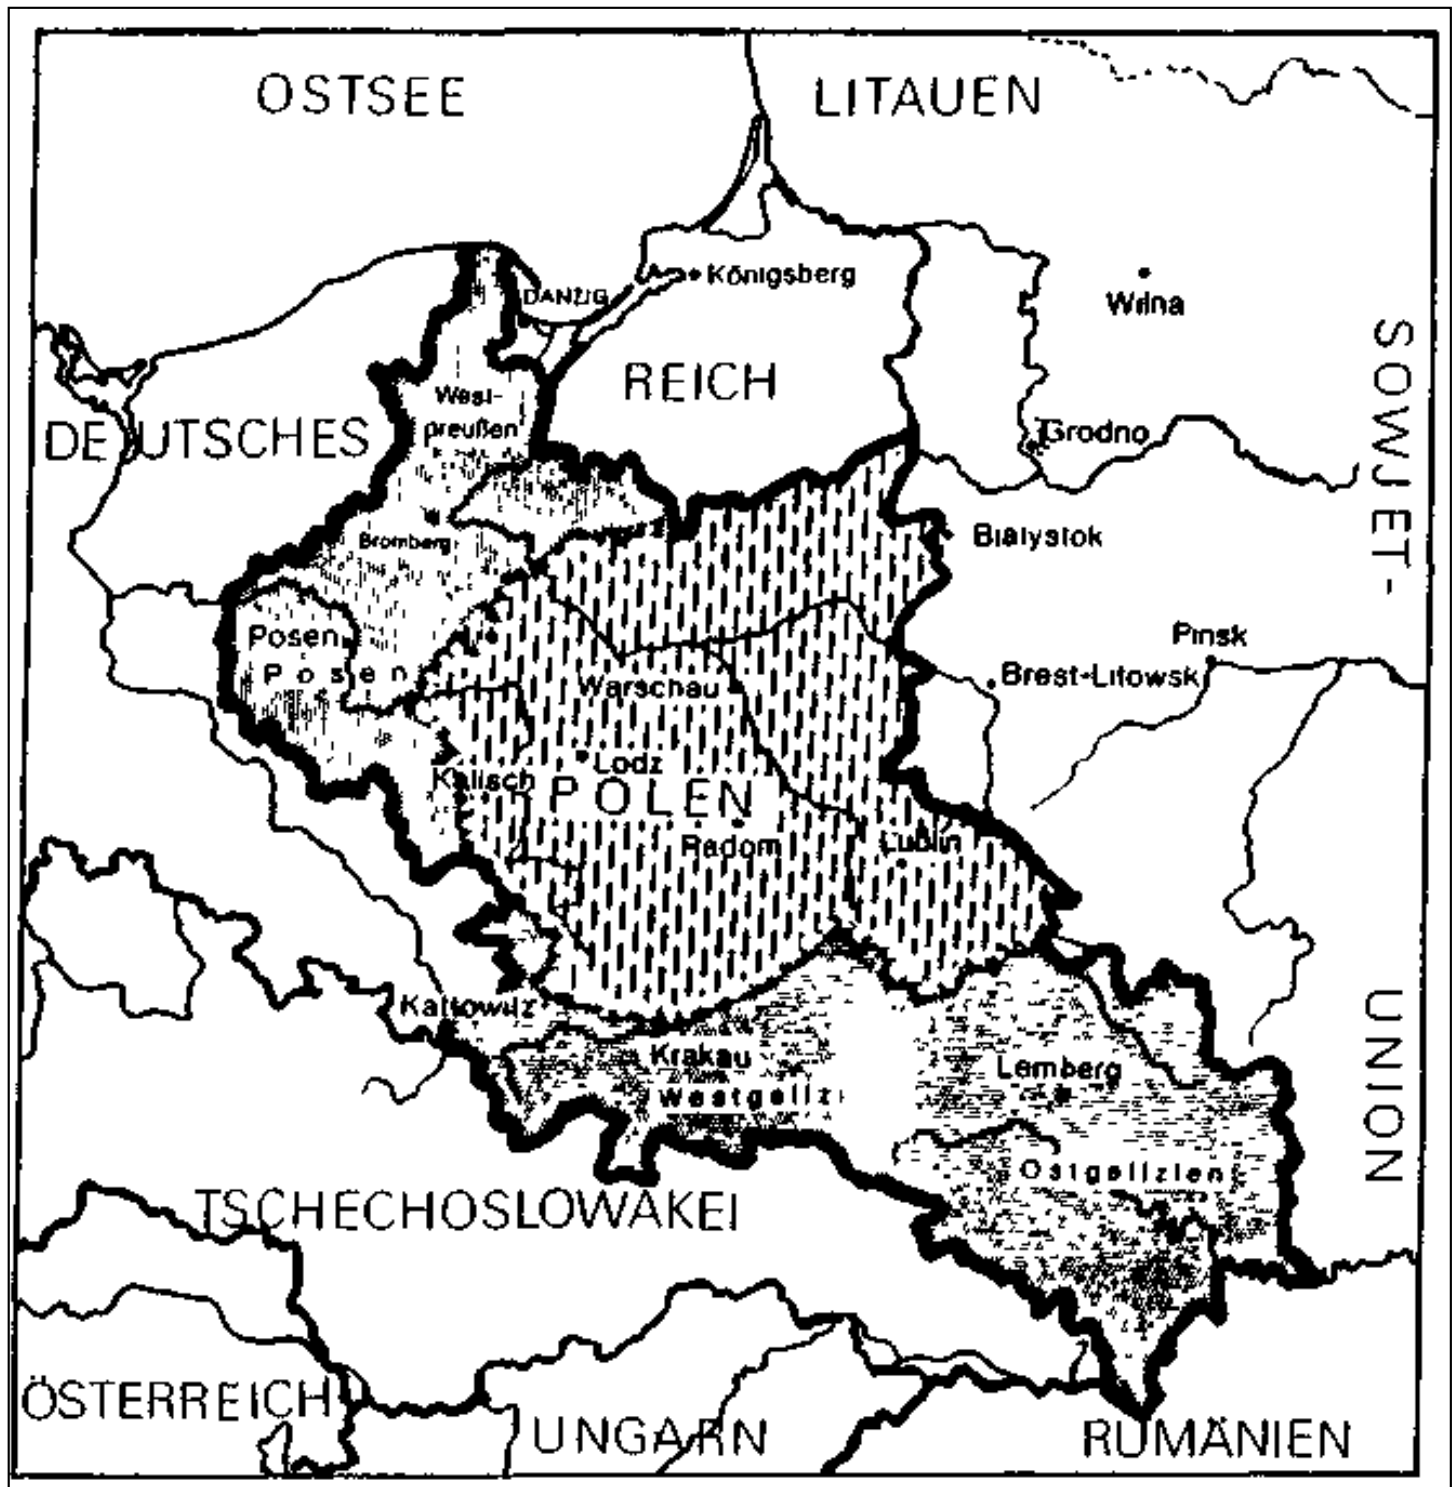 OSTSEE
LITAUEN
Königsberg
DANZIG
Wilna
REICH
West-
preußen
DEUTSCHES
Grodno
SOWJET-
Bromberg
Bialystok
Posen
Posen
Pinsk
Brest-Litowsk
Warschau
Lodz
Kalisch
POLEN
Radom
Lublin
Kattowitz
UNION
Krakau
Westgaliz
Lemberg
Ostgalizien
TSCHECHOSLOWAKEI
ÖSTERREICH
UNGARN
RUMÄNIEN